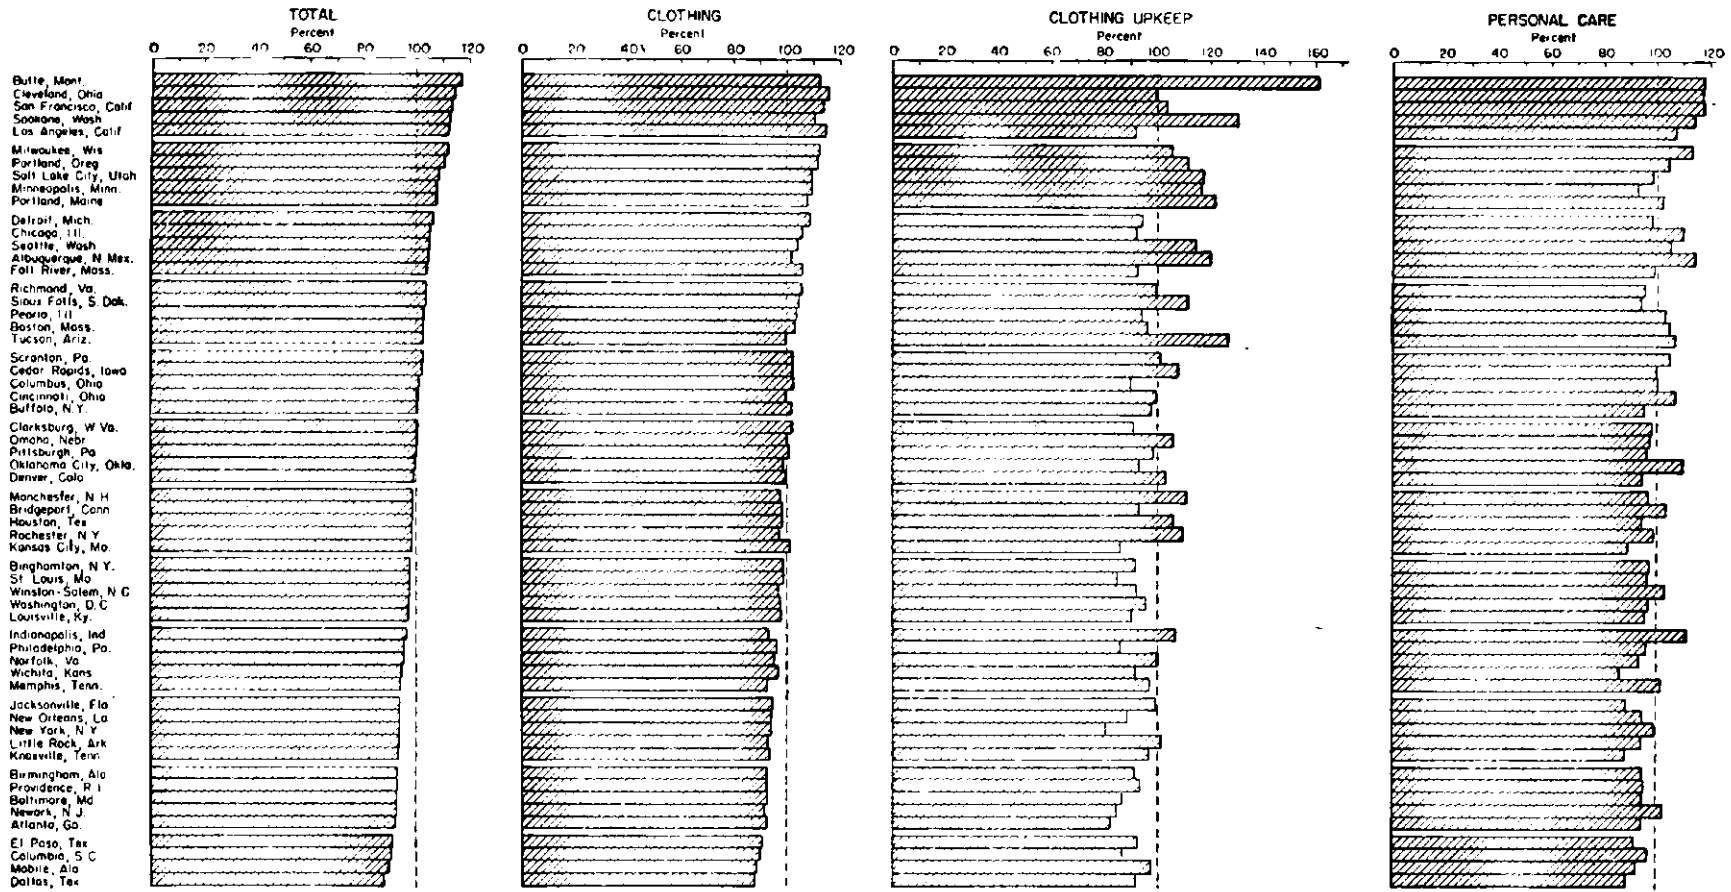 TOTAL
Percent
0 20 40 60 80 100 120
CLOTHING
Percent
0 20 40 60 80 100 120
CLOTHING UPKEEP
Percent
0 20 40 60 80 100 120 140 160
PERSONAL CARE
Percent
0 20 40 60 80 100 120
Butte, Mont
Cleveland, Ohio
San Francisco, Calif
Spokane, Wash
Los Angeles, Calif
Milwaukee, Wis
Portland, Oreg
Salt Lake City, Utah
Minneapolis, Minn.
Portland, Maine
Detroit, Mich.
Chicago, Ill.
Seattle, Wash
Albuquerque, N Mex.
Fall River, Mass.
Richmond, Va.
Sioux Falls, S. Dak.
Peoria, Ill
Boston, Mass.
Tucson, Ariz.
Scranton, Pa.
Cedar Rapids, Iowa
Columbus, Ohio
Cincinnati, Ohio
Buffalo, N.Y.
Clarksburg, W Va.
Omaha, Nebr
Pittsburgh, Pa
Oklahoma City, Okla.
Denver, Colo
Manchester, N H
Bridgeport, Conn
Houston, Tex
Rochester, N Y
Kansas City, Mo.
Binghamton, N Y.
St Louis, Mo
Winston-Salem, N C
Washington, D.C
Louisville, Ky.
Indianapolis, Ind
Philadelphia, Pa.
Norfolk, Va
Wichita, Kans
Memphis, Tenn.
Jacksonville, Fla
New Orleans, La
New York, N Y
Little Rock, Ark
Knoxville, Tenn
Birmingham, Ala
Providence, R I
Baltimore, Md
Newark, N J.
Atlanta, Ga.
El Paso, Tex
Columbia, S C
Mobile, Ala
Dallas, Tex